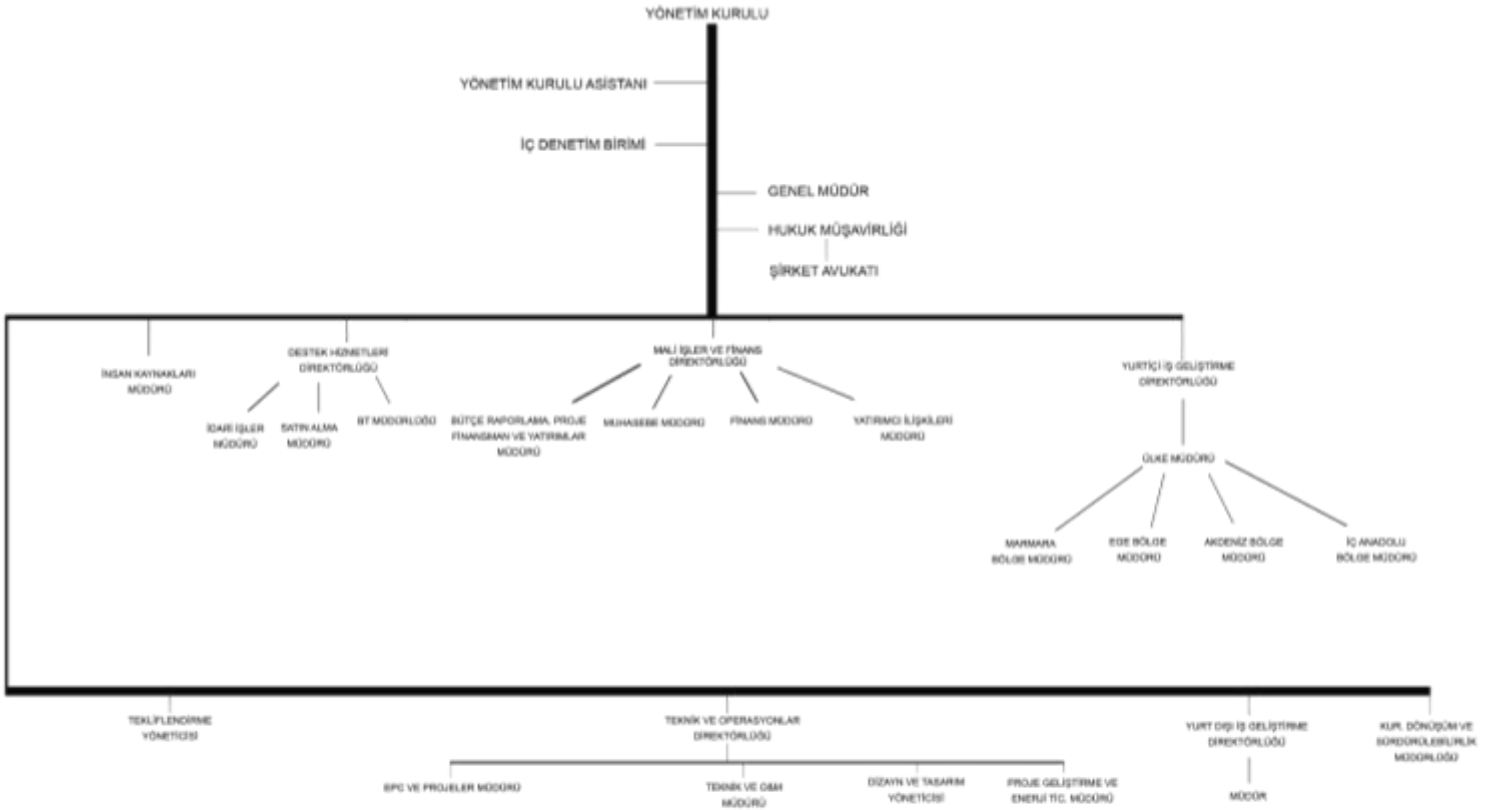 YÖNETİM KURULU
YÖNETİM KURULU ASİSTANI
İÇ DENETİM BİRİMİ
GENEL MÜDÜR
HUKUK MÜŞAVİRLİĞİ
ŞİRKET AVUKATI
İNSAN KAYNAKLARI
MÜDÜRÜ
DESTEK HİZMETLERİ
DİREKTÖRLÜĞÜ
İDARİ İŞLER
MÜDÜRÜ
SATIN ALMA
MÜDÜRÜ
BT MÜDÜRLÜĞÜ
MALİ İŞLER VE FİNANS
DİREKTÖRLÜĞÜ
BÜTÇE RAPORLAMA, PROJE
FİNANSMAN VE YATIRIMLAR
MÜDÜRÜ
MUHASEBE MÜDÜRÜ
FİNANS MÜDÜRÜ
YATIRIMCI İLİŞKİLERİ
MÜDÜRÜ
YURTİÇİ İŞ GELİŞTİRME
DİREKTÖRLÜĞÜ
ÜLKE MÜDÜRÜ
MARMARA
BÖLGE MÜDÜRÜ
EGE BÖLGE
MÜDÜRÜ
AKDENİZ BÖLGE
MÜDÜRÜ
İÇ ANADOLU
BÖLGE MÜDÜRÜ
TEKLİFLENDİRME
YÖNETİCİSİ
TEKNİK VE OPERASYONLAR
DİREKTÖRLÜĞÜ
EPC VE PROJELER MÜDÜRÜ
TEKNİK VE O&M
MÜDÜRÜ
DİZAYN VE TASARIM
YÖNETİCİSİ
PROJE GELİŞTİRME VE
ENERJİ TİC. MÜDÜRÜ
YURT DIŞI İŞ GELİŞTİRME
DİREKTÖRLÜĞÜ
MÜDÜR
KUR. DÖNÜŞÜM VE
SÜRDÜRÜLEBİLİRLİK
MÜDÜRLÜĞÜ